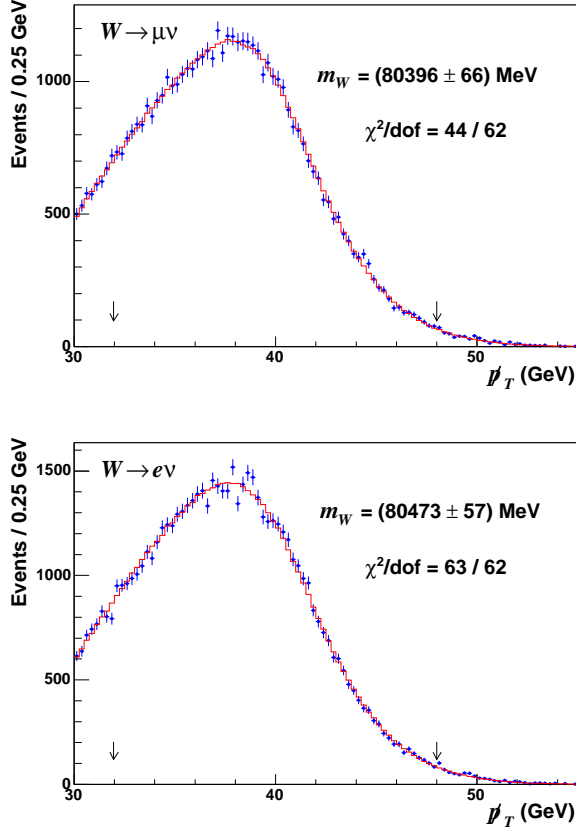 W→μν
m_W = (80396 ± 66) MeV
χ²/dof = 44 / 62
Events / 0.25 GeV
1000
500
0
30 40 50
p̸_T (GeV)
W→eν
m_W = (80473 ± 57) MeV
χ²/dof = 63 / 62
Events / 0.25 GeV
1500
1000
500
0
30 40 50
p̸_T (GeV)